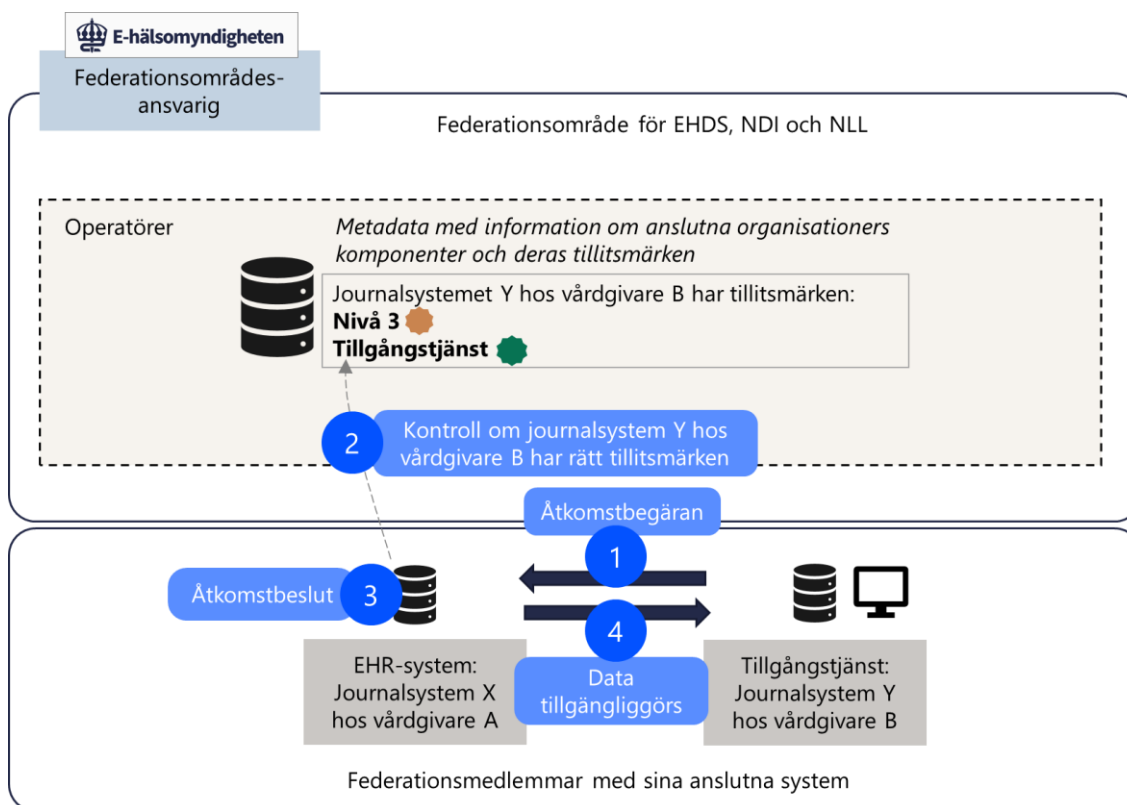 E-hälsomyndigheten
Federationsområdes-
ansvarig
Federationsområde för EHDS, NDI och NLL
Operatörer
Metadata med information om anslutna organisationers
komponenter och deras tillitsmärken
Journalsystemet Y hos vårdgivare B har tillitsmärken:
Nivå 3
Tillgångstjänst
2
Kontroll om journalsystem Y hos
vårdgivare B har rätt tillitsmärken
Åtkomstbegäran
1
Åtkomstbeslut
3
4
Data
tillgängliggörs
EHR-system:
Journalsystem X
hos vårdgivare A
Tillgångstjänst:
Journalsystem Y
hos vårdgivare B
Federationsmedlemmar med sina anslutna system